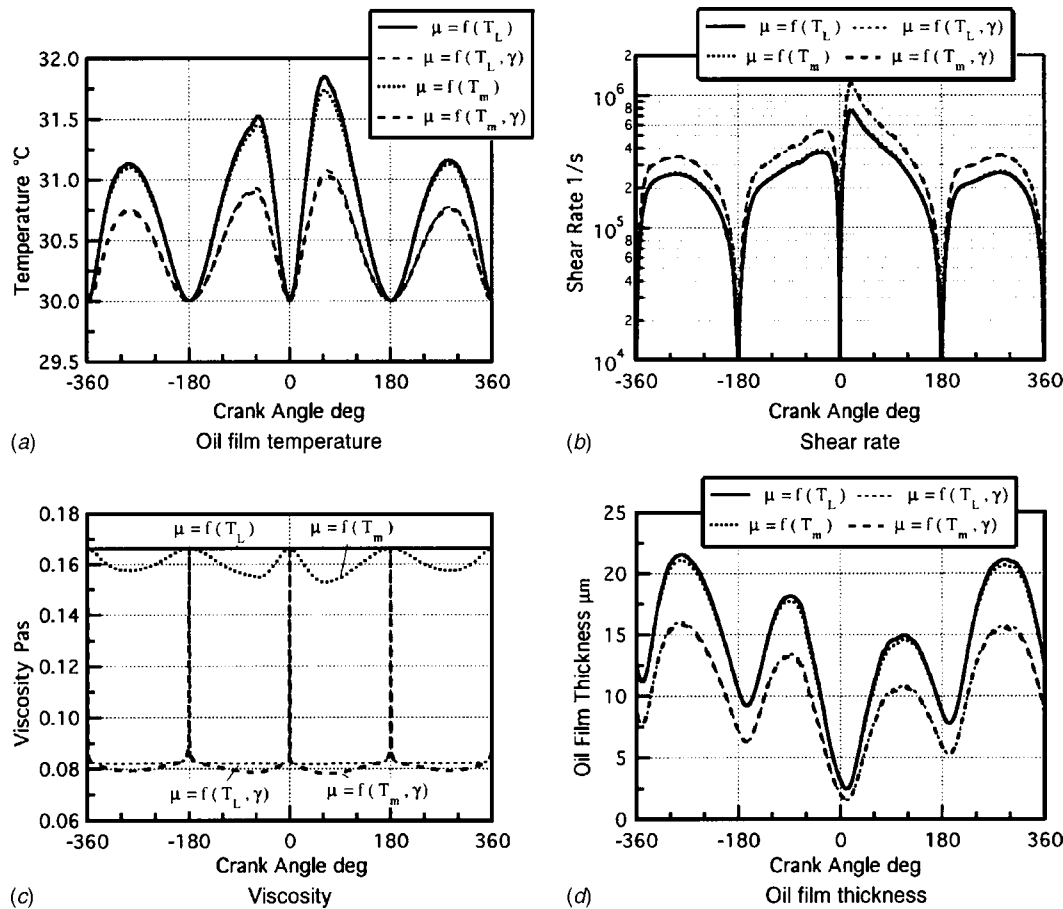 μ = f ( T_L )
μ = f ( T_L , γ )
μ = f ( T_m )
μ = f ( T_m , γ )
32.0
31.5
31.0
30.5
30.0
29.5
Temperature °C
-360 -180 0 180 360
Crank Angle deg
(a) Oil film temperature
μ = f ( T_L ) μ = f ( T_L , γ )
μ = f ( T_m ) μ = f ( T_m , γ )
2
10^6
8
6
4
2
10^5
8
6
4
2
10^4
Shear Rate 1/s
-360 -180 0 180 360
Crank Angle deg
(b) Shear rate
0.18
0.16
0.14
0.12
0.10
0.08
0.06
Viscosity Pas
μ = f ( T_L ) μ = f ( T_m )
μ = f ( T_L , γ ) μ = f ( T_m , γ )
-360 -180 0 180 360
Crank Angle deg
(c) Viscosity
μ = f ( T_L ) μ = f ( T_L , γ )
μ = f ( T_m ) μ = f ( T_m , γ )
25
20
15
10
5
0
Oil Film Thickness μm
-360 -180 0 180 360
Crank Angle deg
(d) Oil film thickness